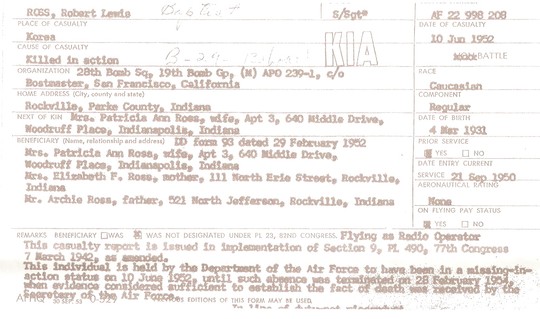 ROSS, Robert Lewis Baptist S/Sgt AF 22 998 208
PLACE OF CASUALTY DATE OF CASUALTY
Korea KIA 10 Jun 1952
CAUSE OF CASUALTY BATTLE
Killed in action B-29
ORGANIZATION 28th Bomb Sq, 19th Bomb Gp, (M) APO 239-1, c/o RACE
Postmaster, San Francisco, California Caucasian
HOME ADDRESS (City, county and state) COMPONENT
Rockville, Parke County, Indiana Regular
NEXT OF KIN Mrs. Patricia Ann Ross, wife, Apt 3, 640 Middle Drive, DATE OF BIRTH
Woodruff Place, Indianapolis, Indiana 4 Mar 1931
BENEFICIARY (Name, relationship and address) DD form 93 dated 29 February 1952 PRIOR SERVICE
Mrs. Patricia Ann Ross, wife, Apt 3, 640 Middle Drive, YES NO
Woodruff Place, Indianapolis, Indiana DATE ENTRY CURRENT
Mrs. Elizabeth F. Ross, mother, 111 North Erie Street, Rockville, SERVICE 21 Sep 1950
Indiana AERONAUTICAL RATING
Mr. Archie Ross, father, 521 North Jefferson, Rockville, Indiana None
ON FLYING PAY STATUS
YES NO
REMARKS BENEFICIARY WAS WAS NOT DESIGNATED UNDER PL 23, 82ND CONGRESS. Flying as Radio Operator
This casualty report is issued in implementation of Section 9, PL 490, 77th Congress
7 March 1942, as amended.
This individual is held by the Department of the Air Force to have been in a missing-in-
action status on 10 June 1952, until such absence was terminated on 28 February 1954,
when evidence considered sufficient to establish the fact of death was received by the
Secretary of the Air Force.
EDITIONS OF THIS FORM MAY BE USED.